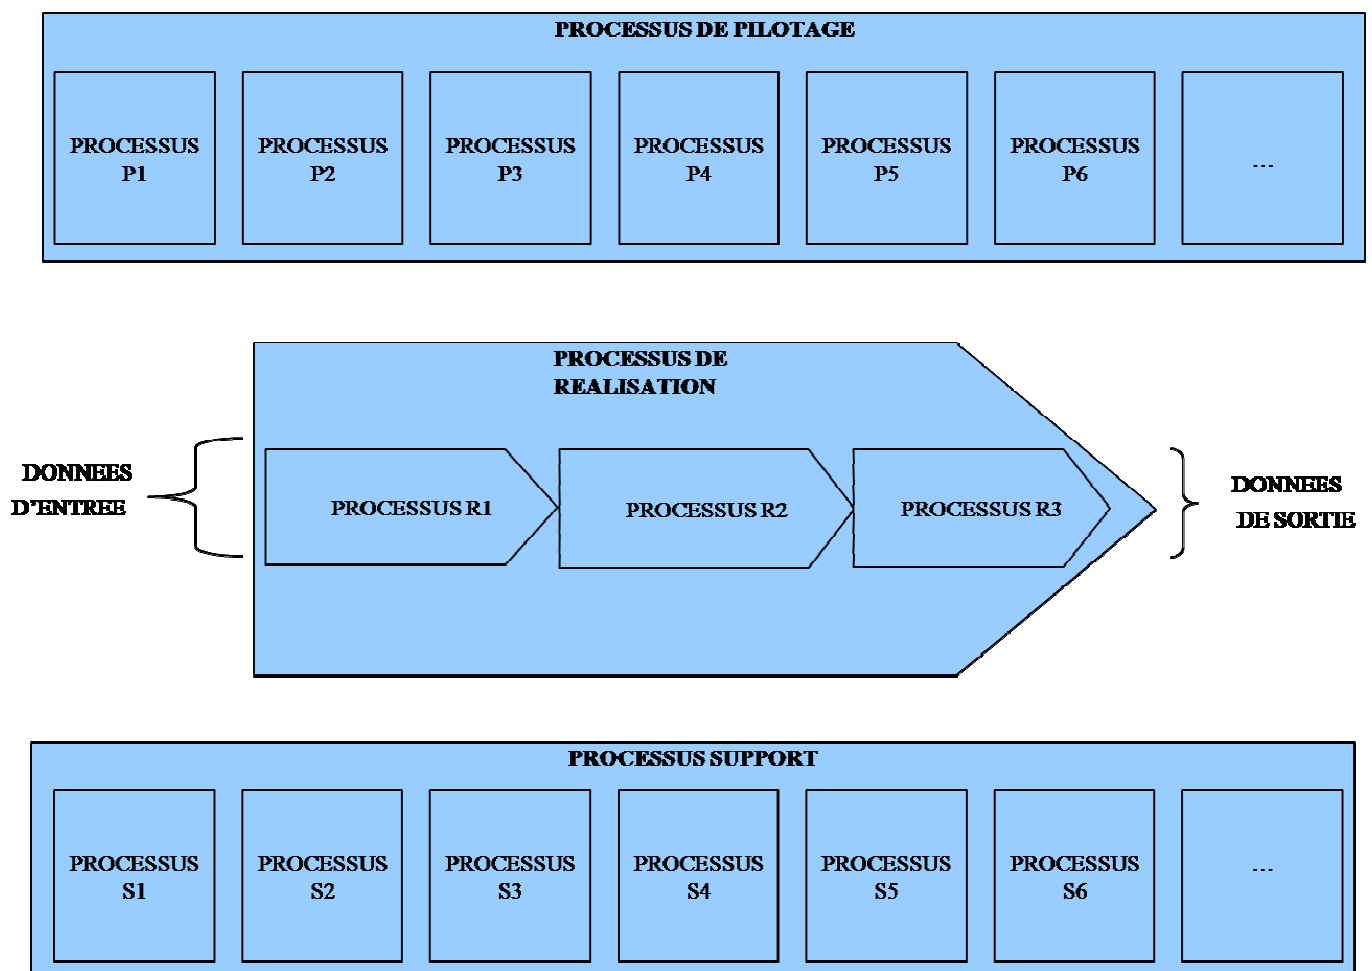 PROCESSUS DE PILOTAGE
PROCESSUS
P1
PROCESSUS
P2
PROCESSUS
P3
PROCESSUS
P4
PROCESSUS
P5
PROCESSUS
P6
...
PROCESSUS DE
REALISATION
DONNEES
D'ENTREE
PROCESSUS R1
PROCESSUS R2
PROCESSUS R3
DONNEES
DE SORTIE
PROCESSUS SUPPORT
PROCESSUS
S1
PROCESSUS
S2
PROCESSUS
S3
PROCESSUS
S4
PROCESSUS
S5
PROCESSUS
S6
...